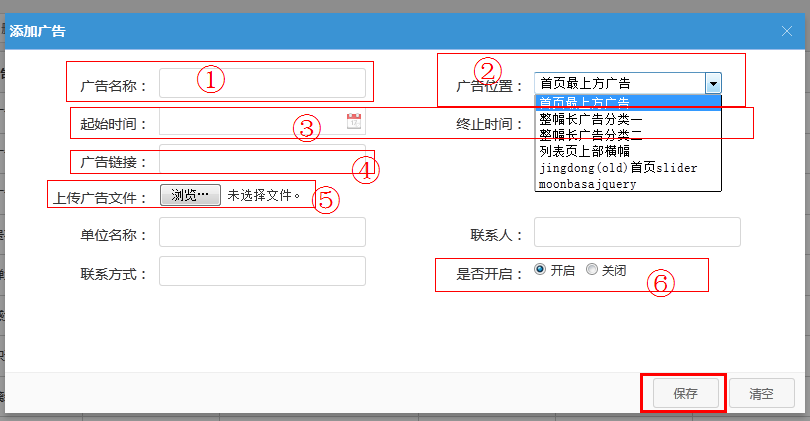 添加广告
广告名称： ① 广告位置： ② 首页最上方广告
首页最上方广告
起始时间： ③ 终止时间： 整幅长广告分类一
整幅长广告分类二
广告链接： ④ 列表页上部横幅
jingdong(old)首页slider
moonbasajquery
上传广告文件： 浏览… 未选择文件。 ⑤
单位名称： 联系人：
联系方式： 是否开启： 开启 关闭 ⑥
保存 清空